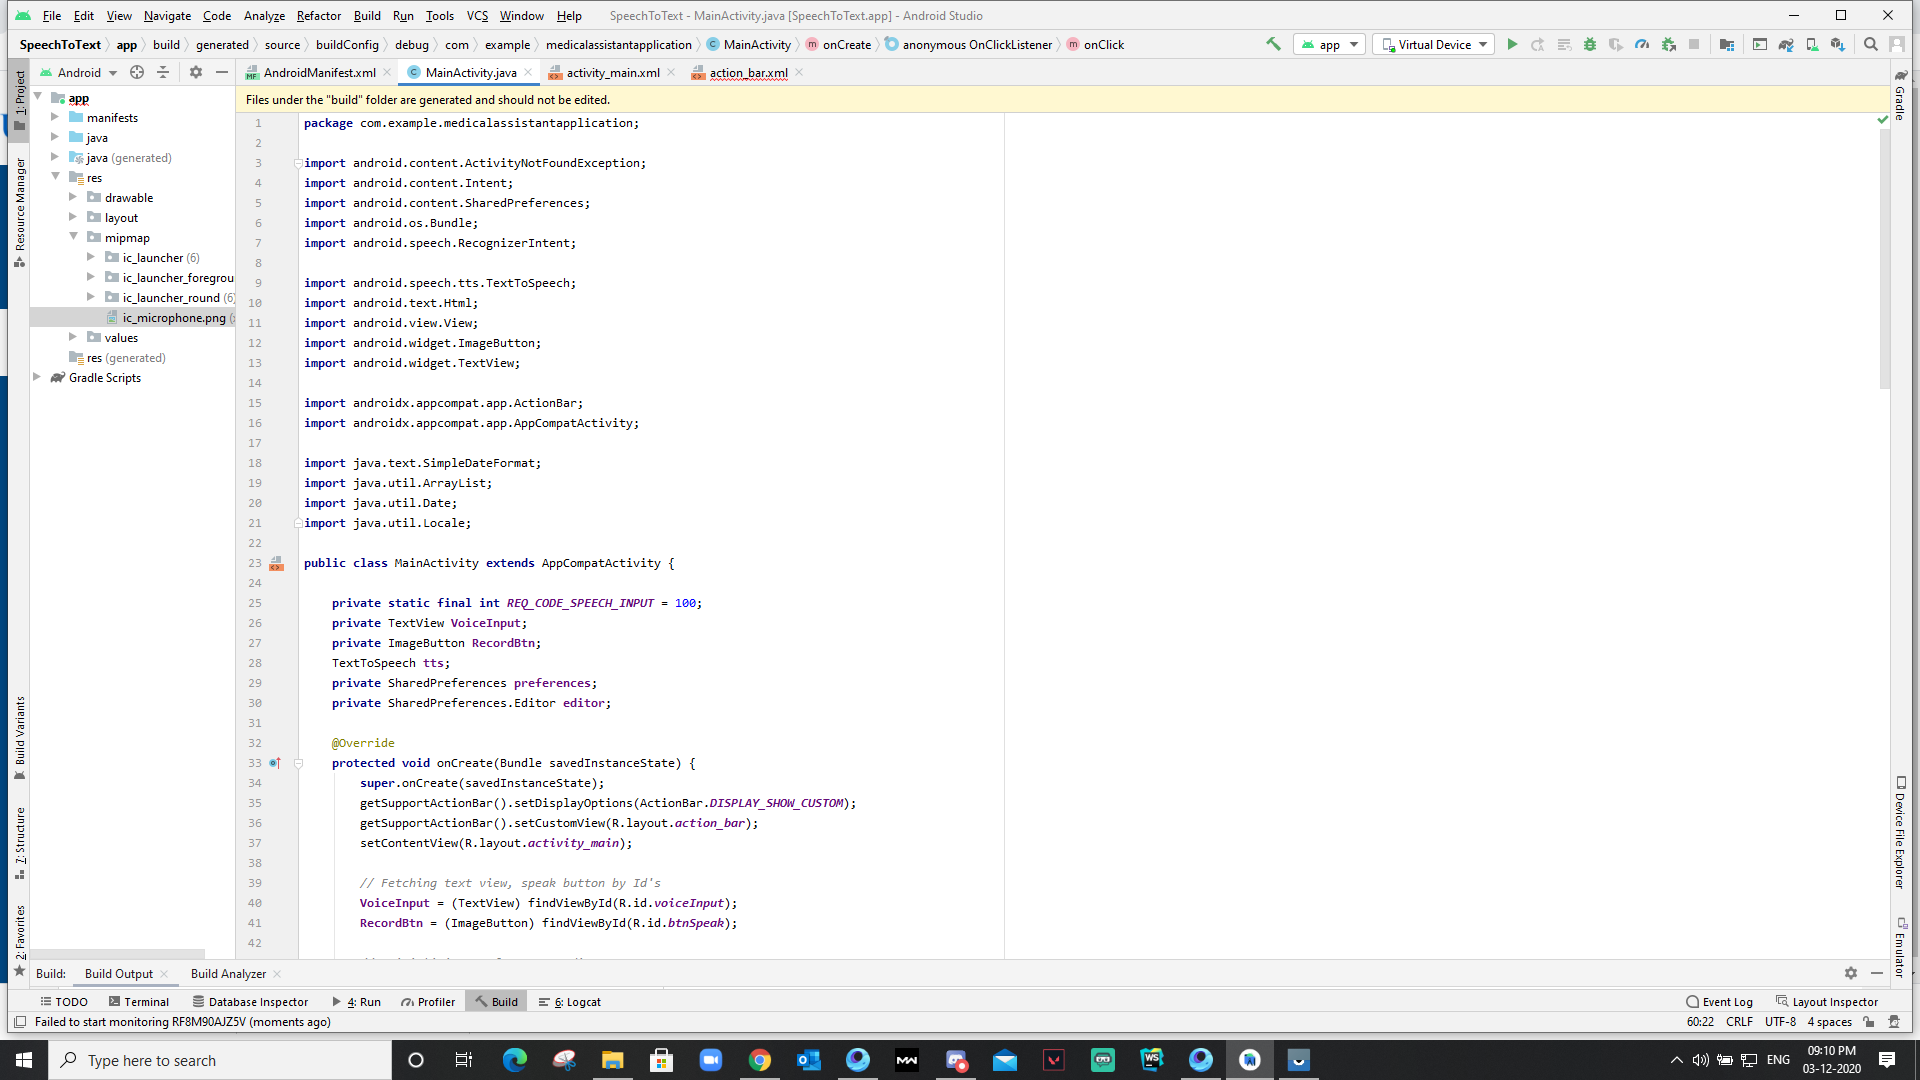 File Edit View Navigate Code Analyze Refactor Build Run Tools VCS Window Help SpeechToText - MainActivity.java [SpeechToText.app] - Android Studio
SpeechToText app build generated source buildConfig debug com example medicalassistantapplication MainActivity onCreate anonymous OnClickListener onClick app Virtual Device
Android AndroidManifest.xml MainActivity.java activity_main.xml action_bar.xml
Files under the "build" folder are generated and should not be edited.
1: Project
Resource Manager
Build Variants
7: Structure
2: Favorites
app
manifests
java
java (generated)
res
drawable
layout
mipmap
ic_launcher (6)
ic_launcher_foregrou
ic_launcher_round (6)
ic_microphone.png
values
res (generated)
Gradle Scripts
1 package com.example.medicalassistantapplication;
2
3 import android.content.ActivityNotFoundException;
4 import android.content.Intent;
5 import android.content.SharedPreferences;
6 import android.os.Bundle;
7 import android.speech.RecognizerIntent;
8
9 import android.speech.tts.TextToSpeech;
10 import android.text.Html;
11 import android.view.View;
12 import android.widget.ImageButton;
13 import android.widget.TextView;
14
15 import androidx.appcompat.app.ActionBar;
16 import androidx.appcompat.app.AppCompatActivity;
17
18 import java.text.SimpleDateFormat;
19 import java.util.ArrayList;
20 import java.util.Date;
21 import java.util.Locale;
22
23 public class MainActivity extends AppCompatActivity {
24
25 private static final int REQ_CODE_SPEECH_INPUT = 100;
26 private TextView VoiceInput;
27 private ImageButton RecordBtn;
28 TextToSpeech tts;
29 private SharedPreferences preferences;
30 private SharedPreferences.Editor editor;
31
32 @Override
33 protected void onCreate(Bundle savedInstanceState) {
34 super.onCreate(savedInstanceState);
35 getSupportActionBar().setDisplayOptions(ActionBar.DISPLAY_SHOW_CUSTOM);
36 getSupportActionBar().setCustomView(R.layout.action_bar);
37 setContentView(R.layout.activity_main);
38
39 // Fetching text view, speak button by Id's
40 VoiceInput = (TextView) findViewById(R.id.voiceInput);
41 RecordBtn = (ImageButton) findViewById(R.id.btnSpeak);
42
Gradle
Device File Explorer
Emulator
Build: Build Output Build Analyzer
TODO Terminal Database Inspector 4: Run Profiler Build 6: Logcat Event Log Layout Inspector
Failed to start monitoring RF8M90AJZ5V (moments ago) 60:22 CRLF UTF-8 4 spaces
Type here to search ENG 09:10 PM
03-12-2020